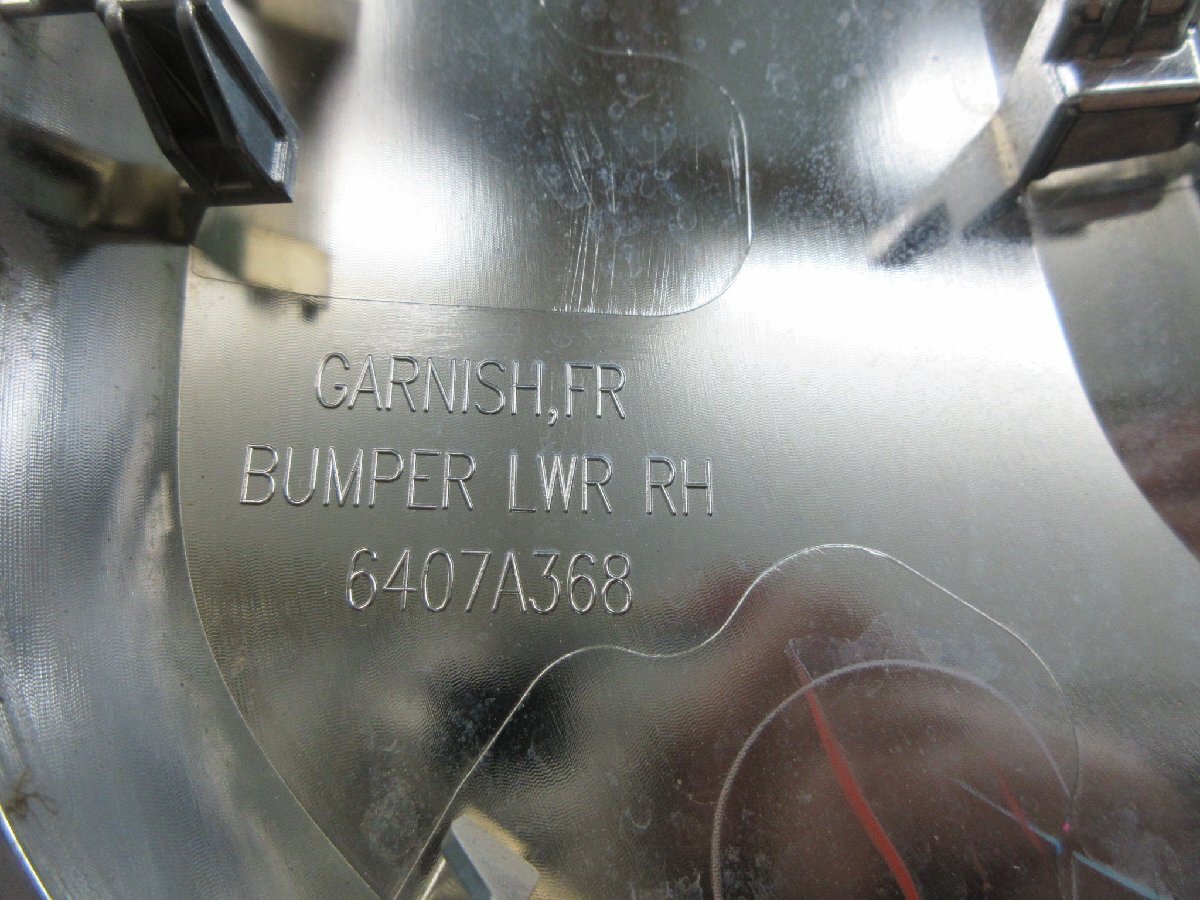 GARNISH,FR
BUMPER LWR RH
6407A368